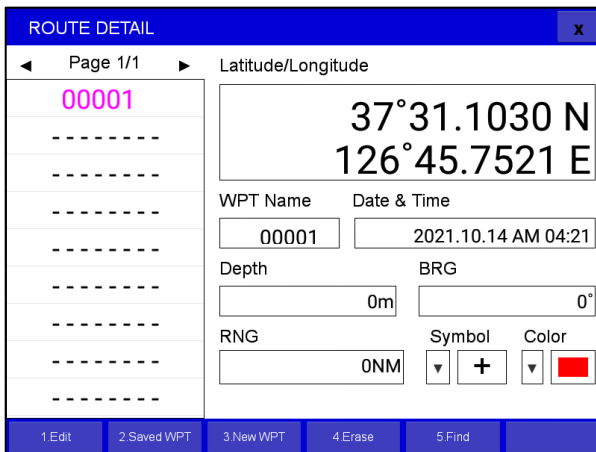 ROUTE DETAIL x
◄ Page 1/1 ►
00001
--------
--------
--------
--------
--------
--------
--------
--------
Latitude/Longitude
37°31.1030 N
126°45.7521 E
WPT Name Date & Time
00001 2021.10.14 AM 04:21
Depth BRG
0m 0°
RNG Symbol Color
0NM ▼ + ▼
1.Edit 2.Saved WPT 3.New WPT 4.Erase 5.Find